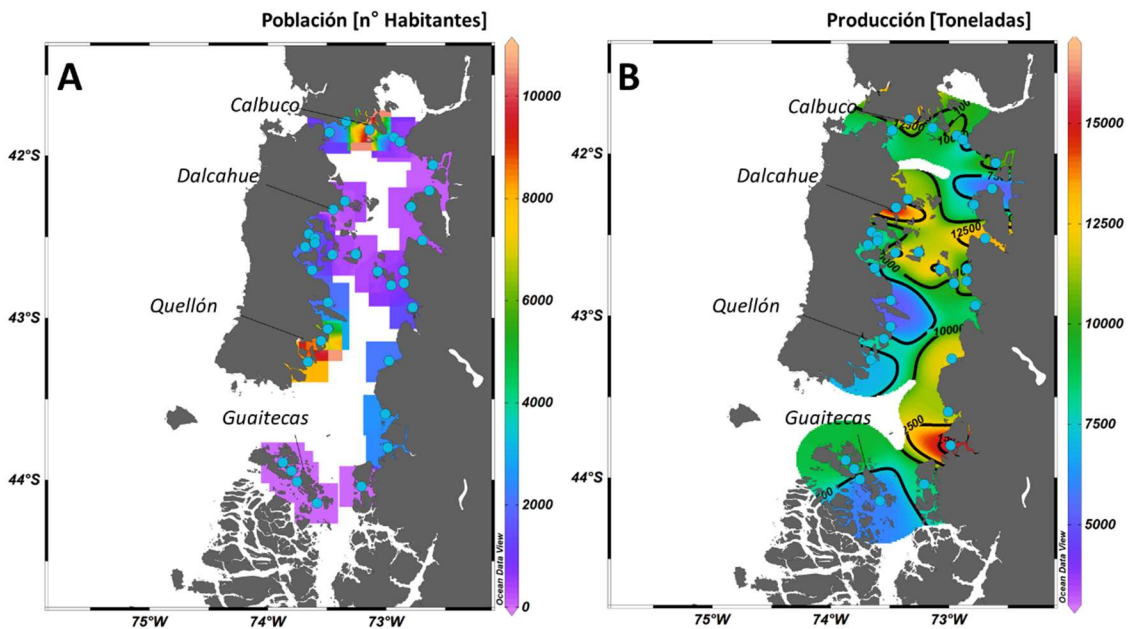 Población [n° Habitantes]
A
Calbuco
Dalcahue
Quellón
Guaitecas
42°S
43°S
44°S
75°W
74°W
73°W
10000
8000
6000
4000
2000
0
Ocean Data View
Producción [Toneladas]
B
Calbuco
Dalcahue
Quellón
Guaitecas
12500
12500
10000
42°S
43°S
44°S
75°W
74°W
73°W
15000
12500
10000
7500
5000
Ocean Data View